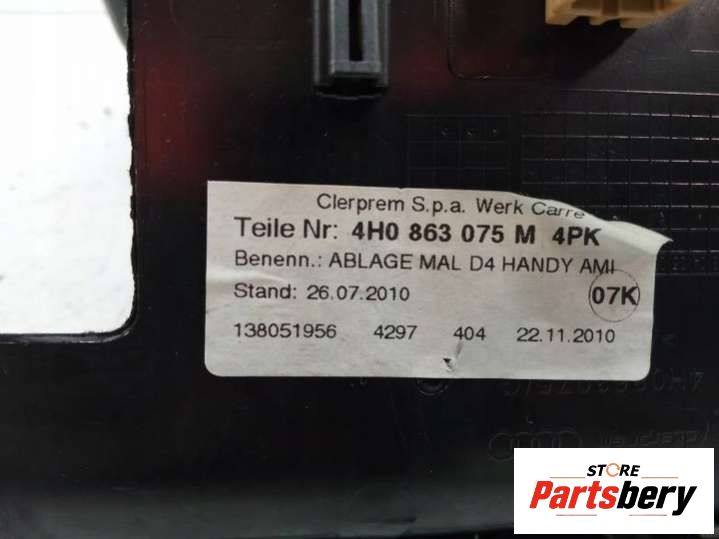 Clerprem S.p.a. Werk Carre
Teile Nr: 4H0 863 075 M 4PK
Benenn.: ABLAGE MAL D4 HANDY AMI
Stand: 26.07.2010
07K
138051956 4297 404 22.11.2010
STORE
Partsbery